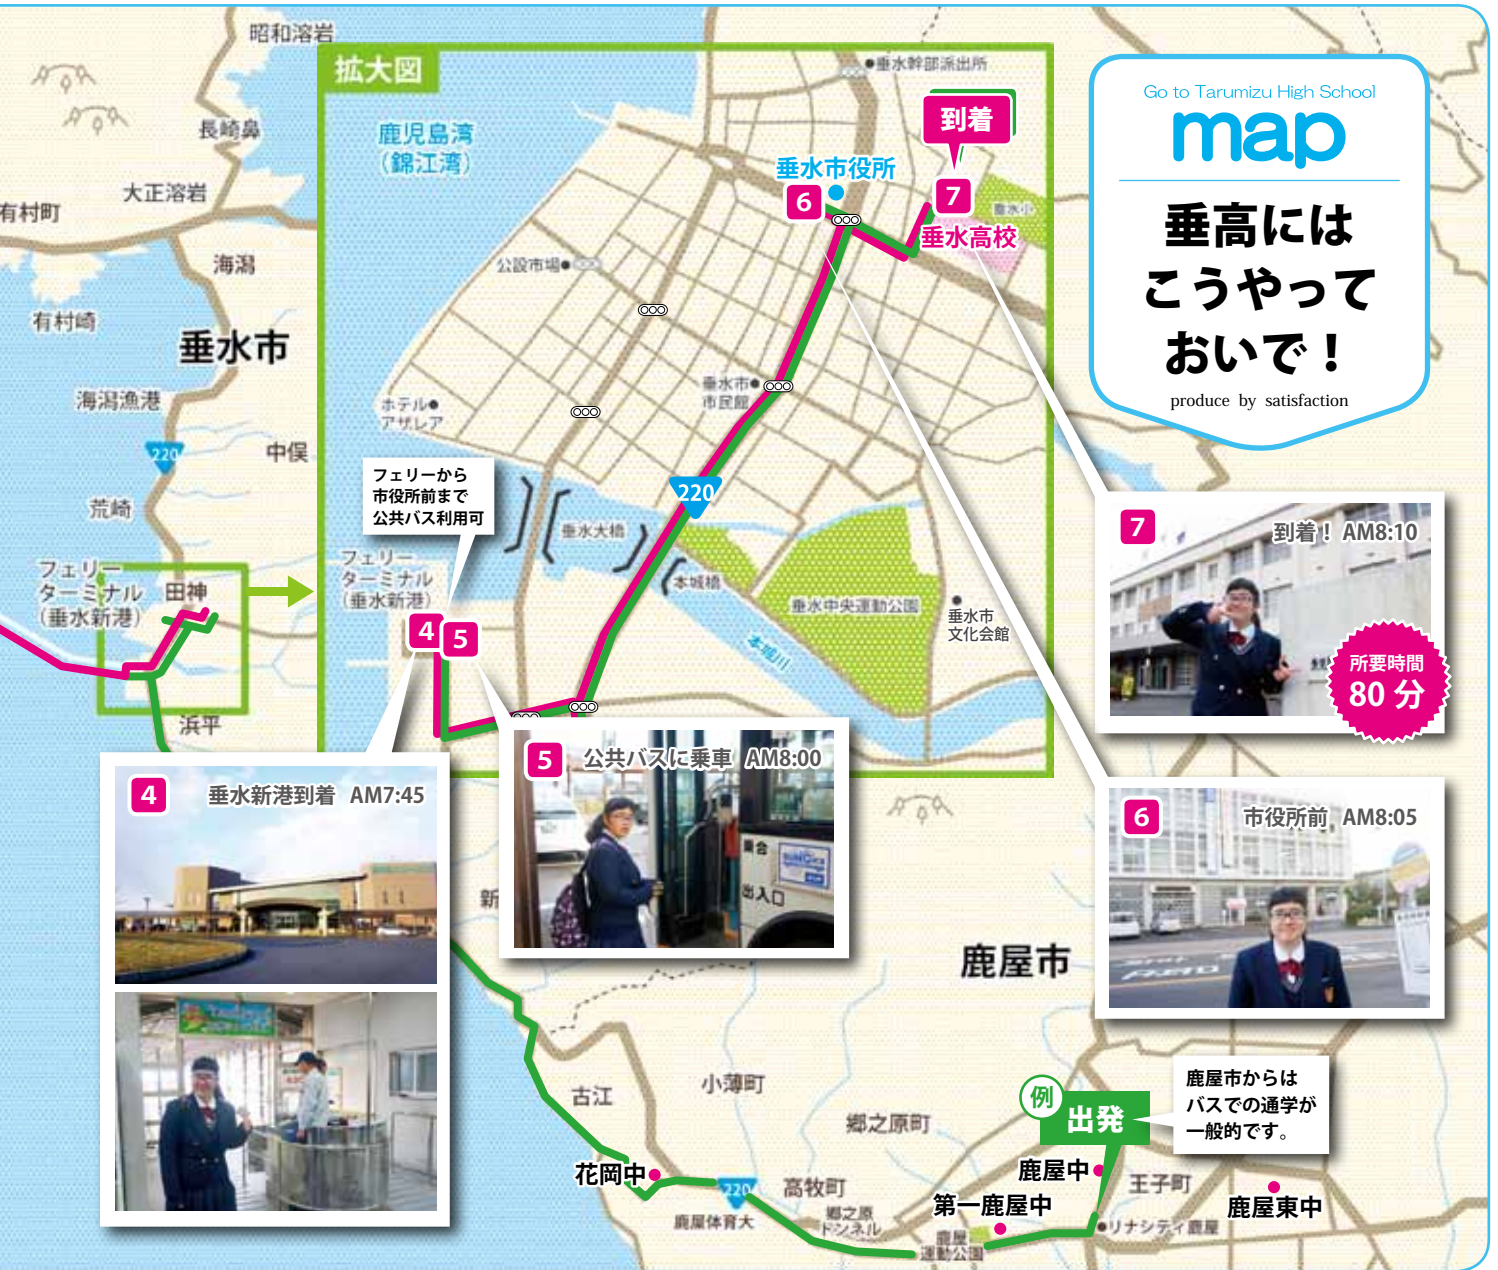 昭和溶岩
長崎鼻
大正溶岩
有村町
海潟
有村崎
垂水市
海潟漁港
220
中俣
荒崎
フェリー
ターミナル
(垂水新港)
田神
浜平
拡大図
鹿児島湾
(錦江湾)
垂水幹部派出所
到着
垂水市役所
6
7
垂水小
垂水高校
公設市場
垂水市
市民館
ホテル
アザレア
フェリーから
市役所前まで
公共バス利用可
220
垂水大橋
本城橋
フェリー
ターミナル
(垂水新港)
4
5
垂水中央運動公園
垂水市
文化会館
本城川
Go to Tarumizu High School
map
垂高には
こうやって
おいで！
produce by satisfaction
7
到着！ AM8:10
所要時間
80 分
6
市役所前 AM8:05
5
公共バスに乗車 AM8:00
乗合
出入口
4
垂水新港到着 AM7:45
新
鹿屋市
古江
小薄町
郷之原町
例
出発
鹿屋市からは
バスでの通学が
一般的です。
花岡中
220
高牧町
鹿屋中
王子町
第一鹿屋中
鹿屋東中
鹿屋体育大
郷之原
トンネル
鹿屋
運動公園
リナシティ鹿屋